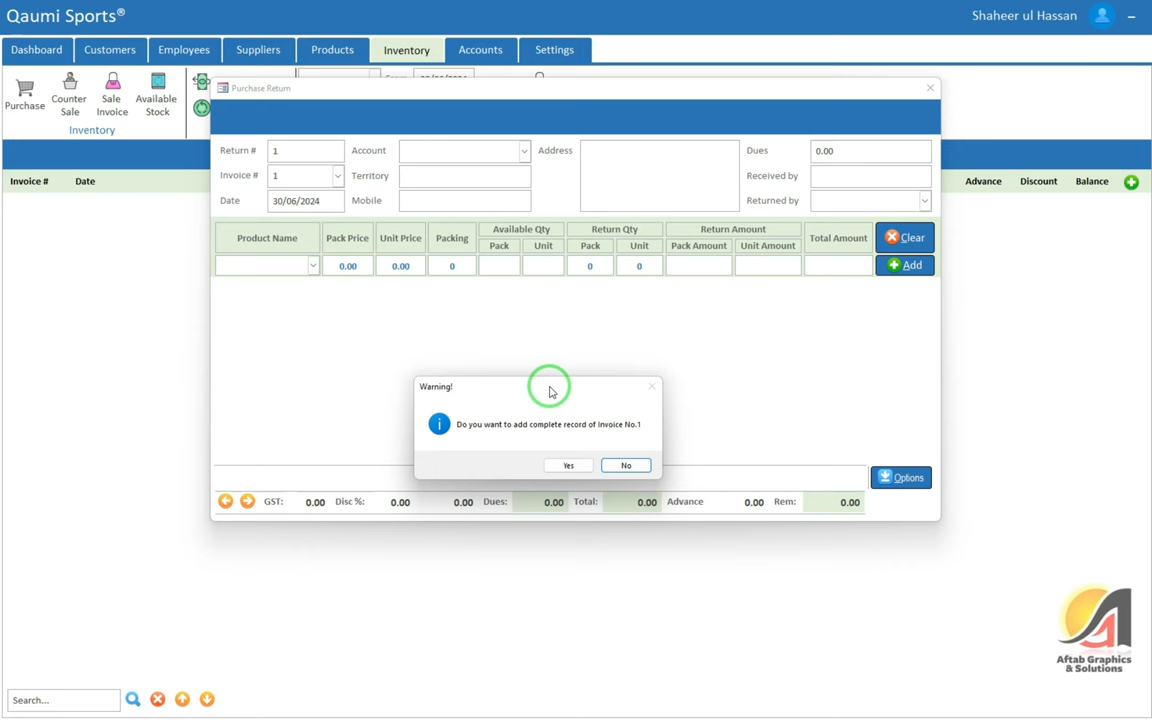 Qaumi Sports®
Shaheer ul Hassan
Dashboard Customers Employees Suppliers Products Inventory Accounts Settings
Purchase
Counter Sale
Sale Invoice
Available Stock
Inventory
Purchase Return
Return # 1 Account Address Dues 0.00
Invoice # 1 Territory Received by
Date 30/06/2024 Mobile Returned by
Product Name Pack Price Unit Price Packing Available Qty Return Qty Return Amount Total Amount Clear
Pack Unit Pack Unit Pack Amount Unit Amount
0.00 0.00 0 0 0 Add
Invoice # Date Advance Discount Balance
Warning!
Do you want to add complete record of Invoice No.1
Yes No
Options
GST: 0.00 Disc %: 0.00 0.00 Dues: 0.00 Total: 0.00 Advance 0.00 Rem: 0.00
Aftab Graphics
& Solutions
Search...